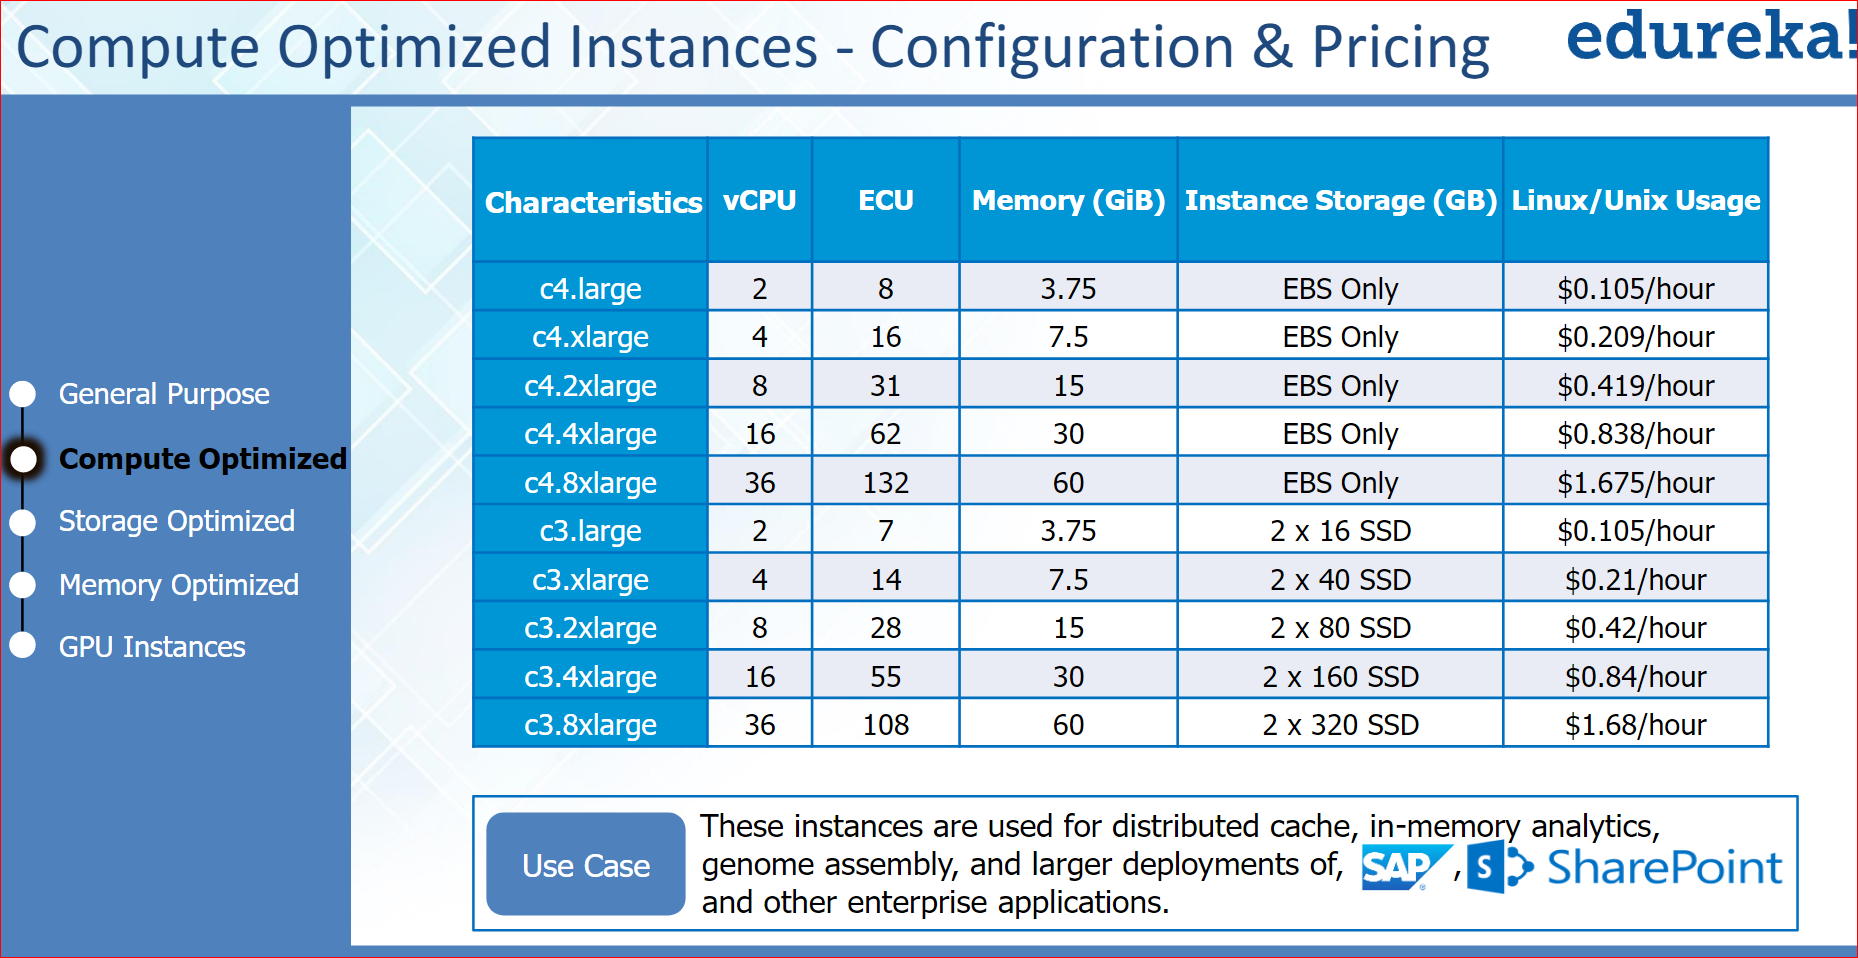 Compute Optimized Instances - Configuration & Pricing
edureka!
General Purpose
Compute Optimized
Storage Optimized
Memory Optimized
GPU Instances
Characteristics vCPU ECU Memory (GiB) Instance Storage (GB) Linux/Unix Usage
c4.large 2 8 3.75 EBS Only $0.105/hour
c4.xlarge 4 16 7.5 EBS Only $0.209/hour
c4.2xlarge 8 31 15 EBS Only $0.419/hour
c4.4xlarge 16 62 30 EBS Only $0.838/hour
c4.8xlarge 36 132 60 EBS Only $1.675/hour
c3.large 2 7 3.75 2 x 16 SSD $0.105/hour
c3.xlarge 4 14 7.5 2 x 40 SSD $0.21/hour
c3.2xlarge 8 28 15 2 x 80 SSD $0.42/hour
c3.4xlarge 16 55 30 2 x 160 SSD $0.84/hour
c3.8xlarge 36 108 60 2 x 320 SSD $1.68/hour
Use Case
These instances are used for distributed cache, in-memory analytics,
genome assembly, and larger deployments of, SAP® , S SharePoint
and other enterprise applications.